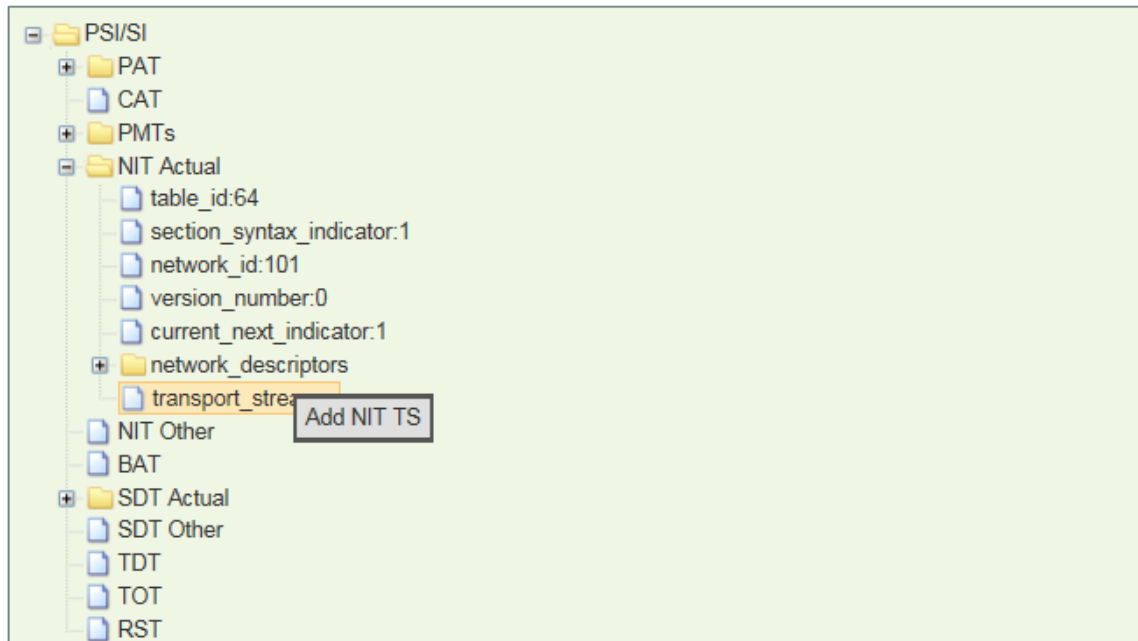 PSI/SI
PAT
CAT
PMTs
NIT Actual
table_id:64
section_syntax_indicator:1
network_id:101
version_number:0
current_next_indicator:1
network_descriptors
transport_strea
Add NIT TS
NIT Other
BAT
SDT Actual
SDT Other
TDT
TOT
RST